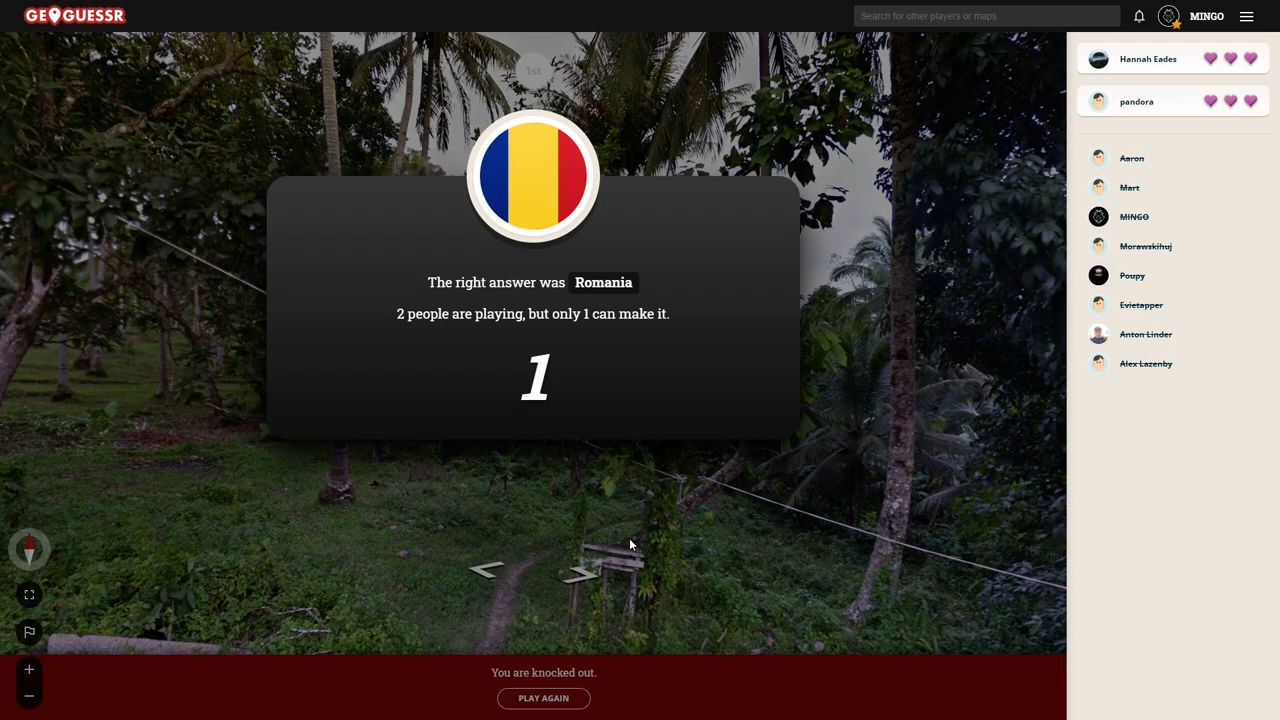 GEOGUESSR
Search for other players or maps
MINGO
1st
The right answer was Romania
2 people are playing, but only 1 can make it.
1
You are knocked out.
PLAY AGAIN
Hannah Eades
pandora
Aaron
Mart
MINGO
Morawskihuj
Poupy
Evietapper
Anton Linder
Alex Lazenby